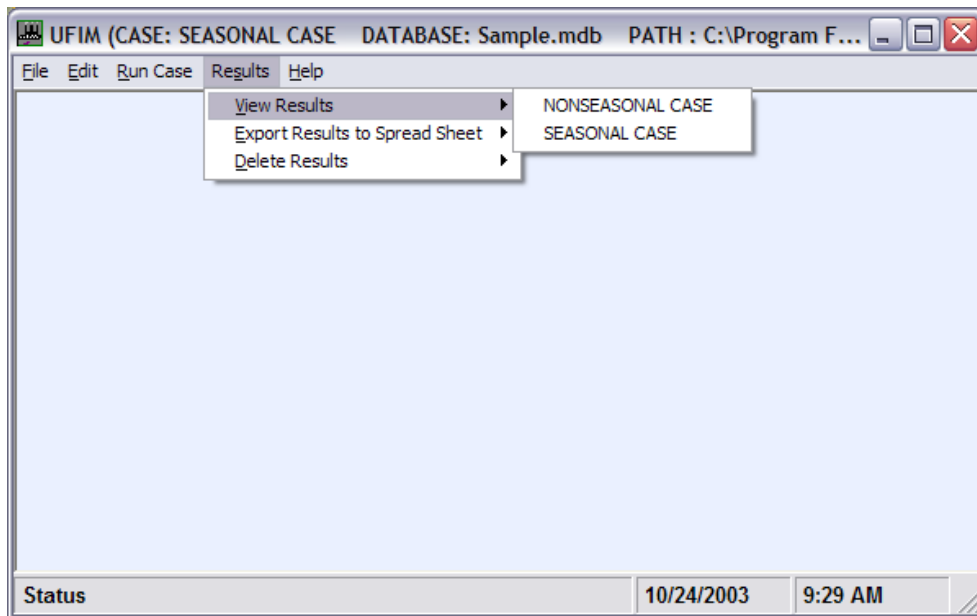 UFIM (CASE: SEASONAL CASE DATABASE: Sample.mdb PATH : C:\Program F...
File Edit Run Case Results Help
View Results
NONSEASONAL CASE
Export Results to Spread Sheet
SEASONAL CASE
Delete Results
Status 10/24/2003 9:29 AM